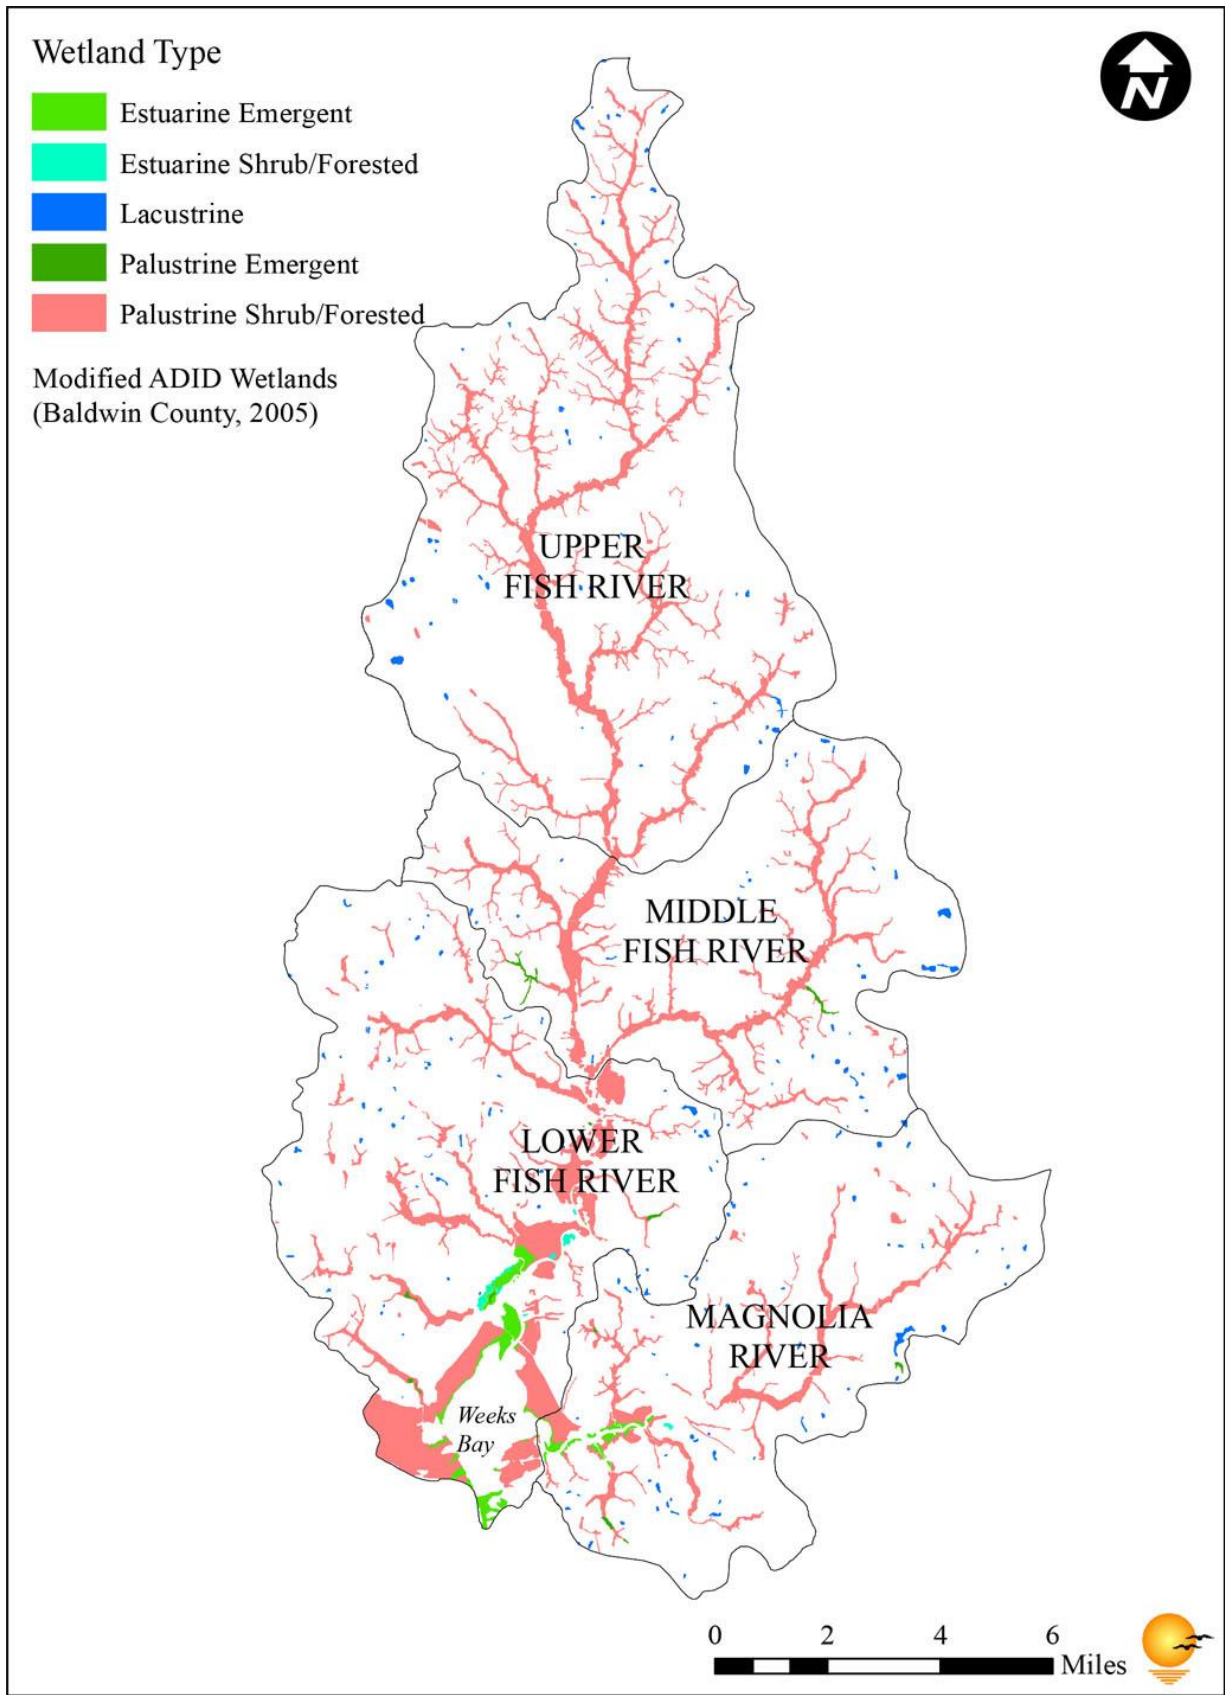 Wetland Type
Estuarine Emergent
Estuarine Shrub/Forested
Lacustrine
Palustrine Emergent
Palustrine Shrub/Forested
Modified ADID Wetlands
(Baldwin County, 2005)
N
UPPER
FISH RIVER
MIDDLE
FISH RIVER
LOWER
FISH RIVER
MAGNOLIA
RIVER
Weeks
Bay
0 2 4 6
Miles